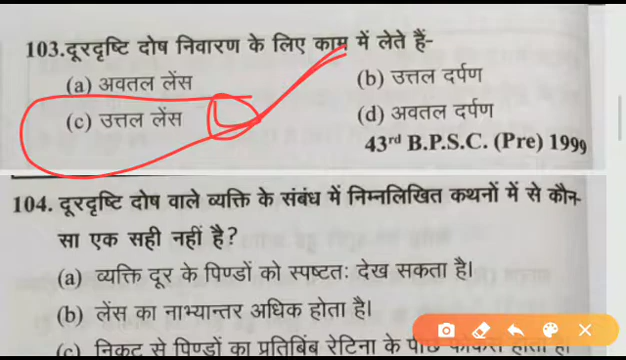 103.दूरदृष्टि दोष निवारण के लिए काम में लेते हैं-
(a) अवतल लेंस (b) उत्तल दर्पण
(c) उत्तल लेंस (d) अवतल दर्पण
43rd B.P.S.C. (Pre) 1999
104. दूरदृष्टि दोष वाले व्यक्ति के संबंध में निम्नलिखित कथनों में से कौन-
सा एक सही नहीं है?
(a) व्यक्ति दूर के पिण्डों को स्पष्टतः देख सकता है।
(b) लेंस का नाभ्यान्तर अधिक होता है।
(c) निकट से पिण्डों का प्रतिबिंब रेटिना के पीछे फोकस होता है।